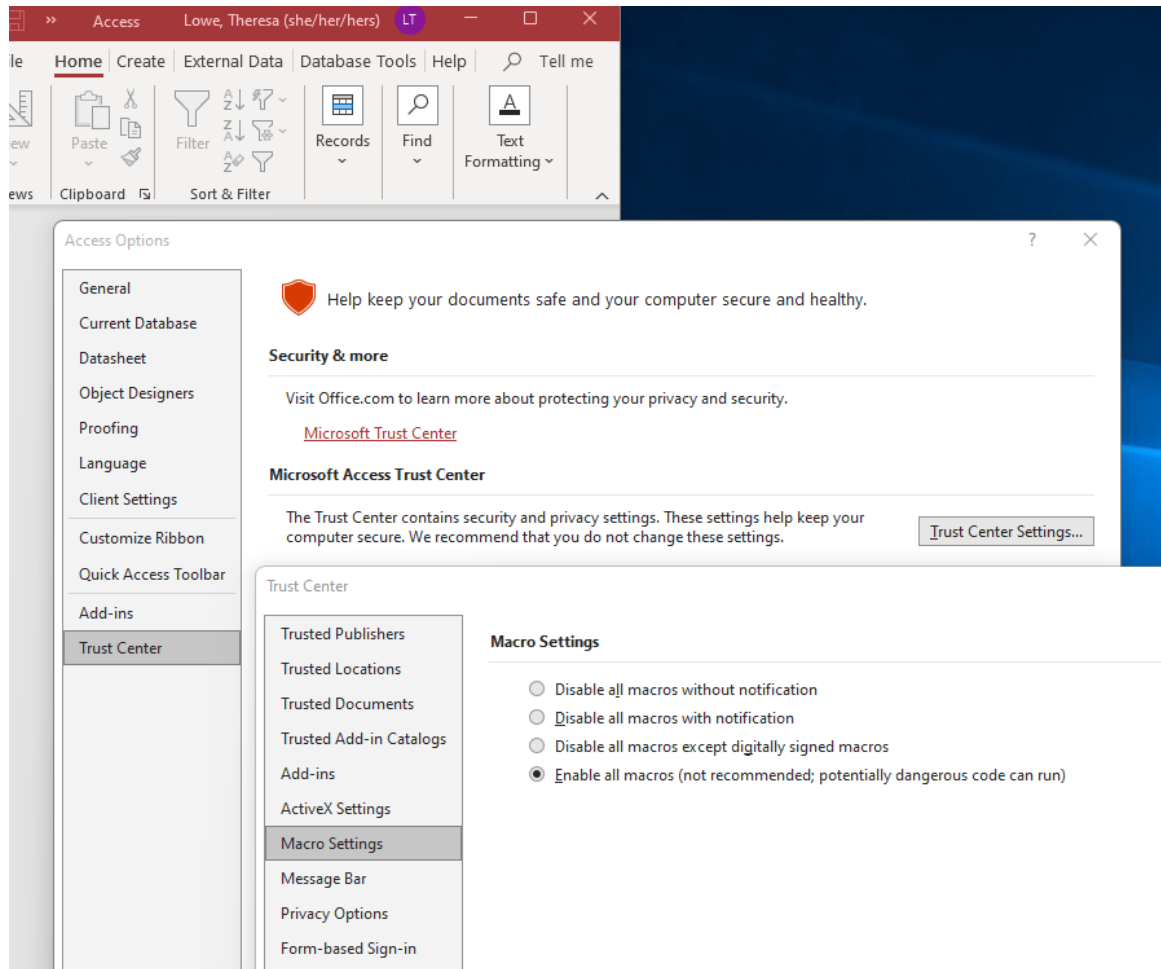 » Access Lowe, Theresa (she/her/hers) LT
ile Home Create External Data Database Tools Help Tell me
ew Paste Filter Records Find Text
Formatting
ews Clipboard Sort & Filter
Access Options ?
General
Current Database
Datasheet
Object Designers
Proofing
Language
Client Settings
Customize Ribbon
Quick Access Toolbar
Add-ins
Trust Center
Help keep your documents safe and your computer secure and healthy.
Security & more
Visit Office.com to learn more about protecting your privacy and security.
Microsoft Trust Center
Microsoft Access Trust Center
The Trust Center contains security and privacy settings. These settings help keep your
computer secure. We recommend that you do not change these settings.
Trust Center Settings...
Trust Center
Trusted Publishers
Trusted Locations
Trusted Documents
Trusted Add-in Catalogs
Add-ins
ActiveX Settings
Macro Settings
Message Bar
Privacy Options
Form-based Sign-in
Macro Settings
Disable all macros without notification
Disable all macros with notification
Disable all macros except digitally signed macros
Enable all macros (not recommended; potentially dangerous code can run)